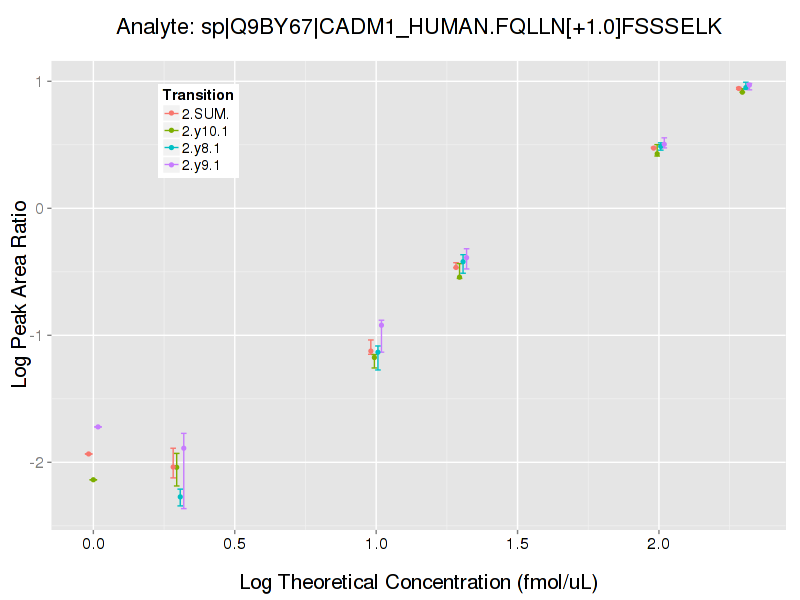 Analyte: sp|Q9BY67|CADM1_HUMAN.FQLLN[+1.0]FSSSELK
Transition
2.SUM.
2.y10.1
2.y8.1
2.y9.1
Log Peak Area Ratio
1
0
-1
-2
0.0 0.5 1.0 1.5 2.0
Log Theoretical Concentration (fmol/uL)